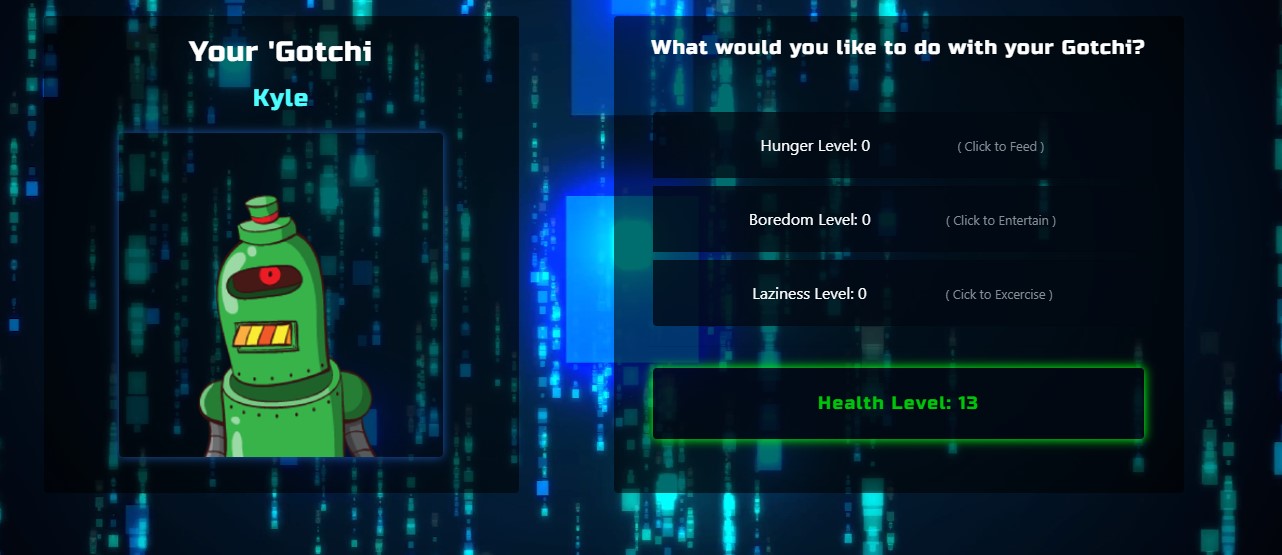 Your 'Gotchi
Kyle
What would you like to do with your Gotchi?
Hunger Level: 0 ( Click to Feed )
Boredom Level: 0 ( Click to Entertain )
Laziness Level: 0 ( Cick to Excercise )
Health Level: 13